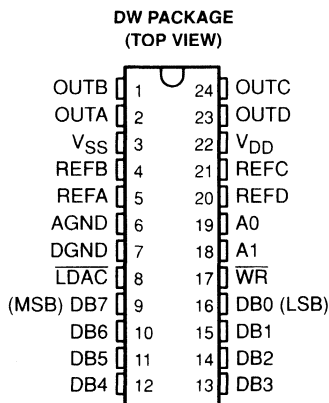 DW PACKAGE
(TOP VIEW)
OUTB 1 24 OUTC
OUTA 2 23 OUTD
VSS 3 22 VDD
REFB 4 21 REFC
REFA 5 20 REFD
AGND 6 19 A0
DGND 7 18 A1
L̅D̅A̅C̅ 8 17 W̅R̅
(MSB) DB7 9 16 DB0 (LSB)
DB6 10 15 DB1
DB5 11 14 DB2
DB4 12 13 DB3